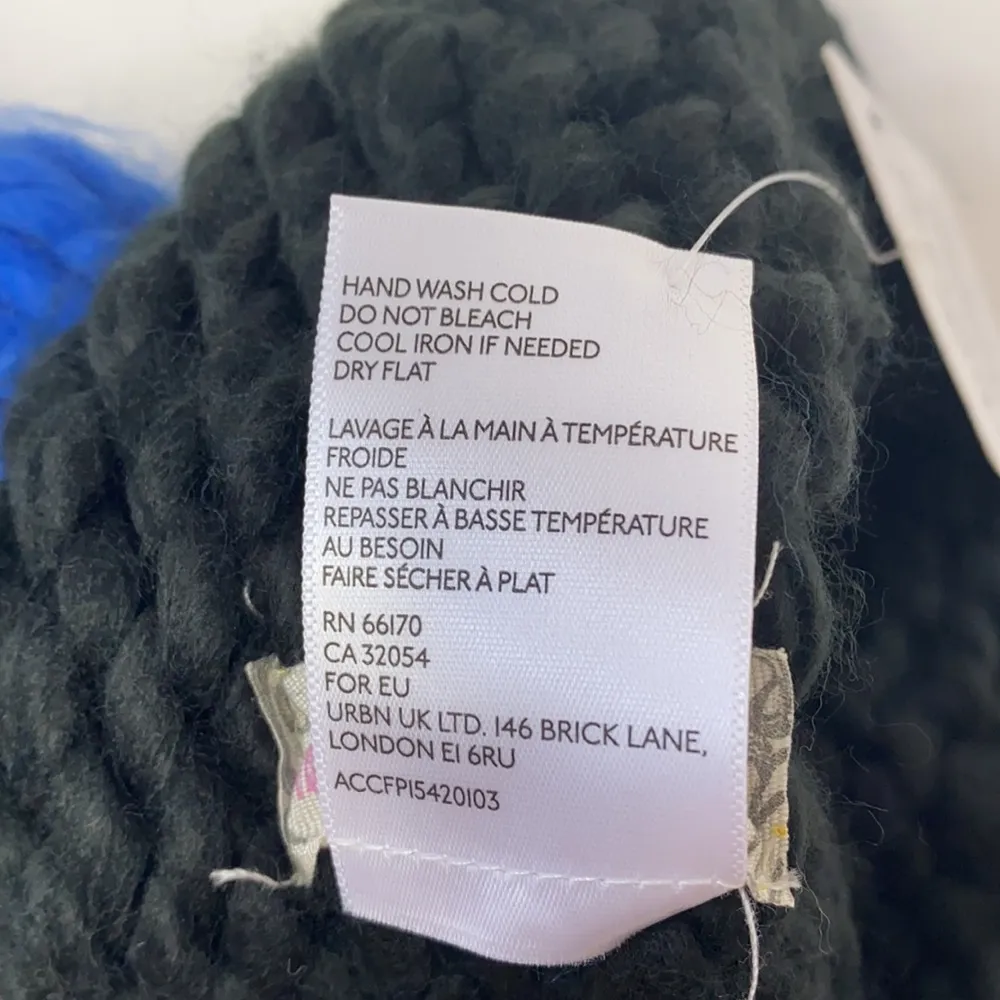 HAND WASH COLD
DO NOT BLEACH
COOL IRON IF NEEDED
DRY FLAT
LAVAGE À LA MAIN À TEMPÉRATURE
FROIDE
NE PAS BLANCHIR
REPASSER À BASSE TEMPÉRATURE
AU BESOIN
FAIRE SÉCHER À PLAT
RN 66170
CA 32054
FOR EU
URBN UK LTD. 146 BRICK LANE,
LONDON E1 6RU
ACCFP15420103